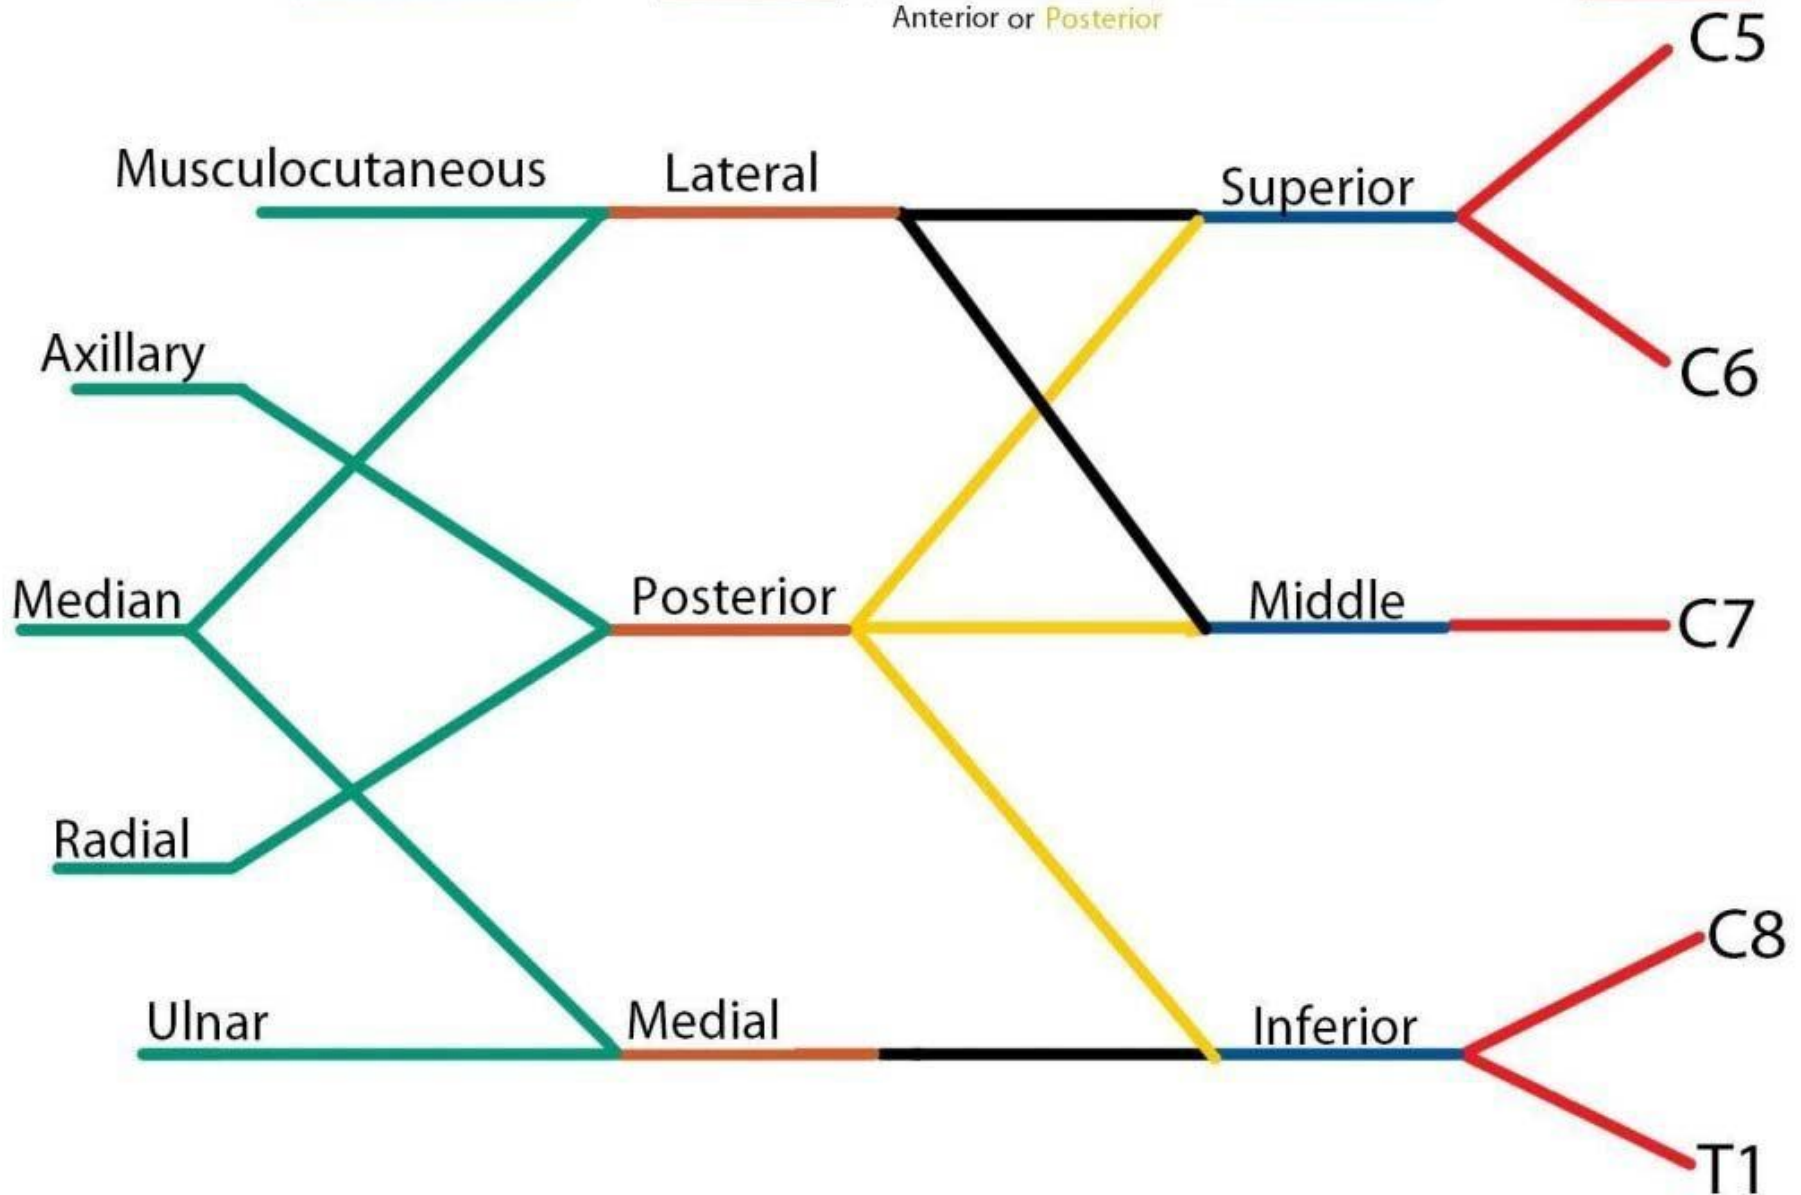 Anterior or Posterior
C5
Musculocutaneous
Lateral
Superior
Axillary
C6
Median
Posterior
Middle
C7
Radial
C8
Ulnar
Medial
Inferior
T1